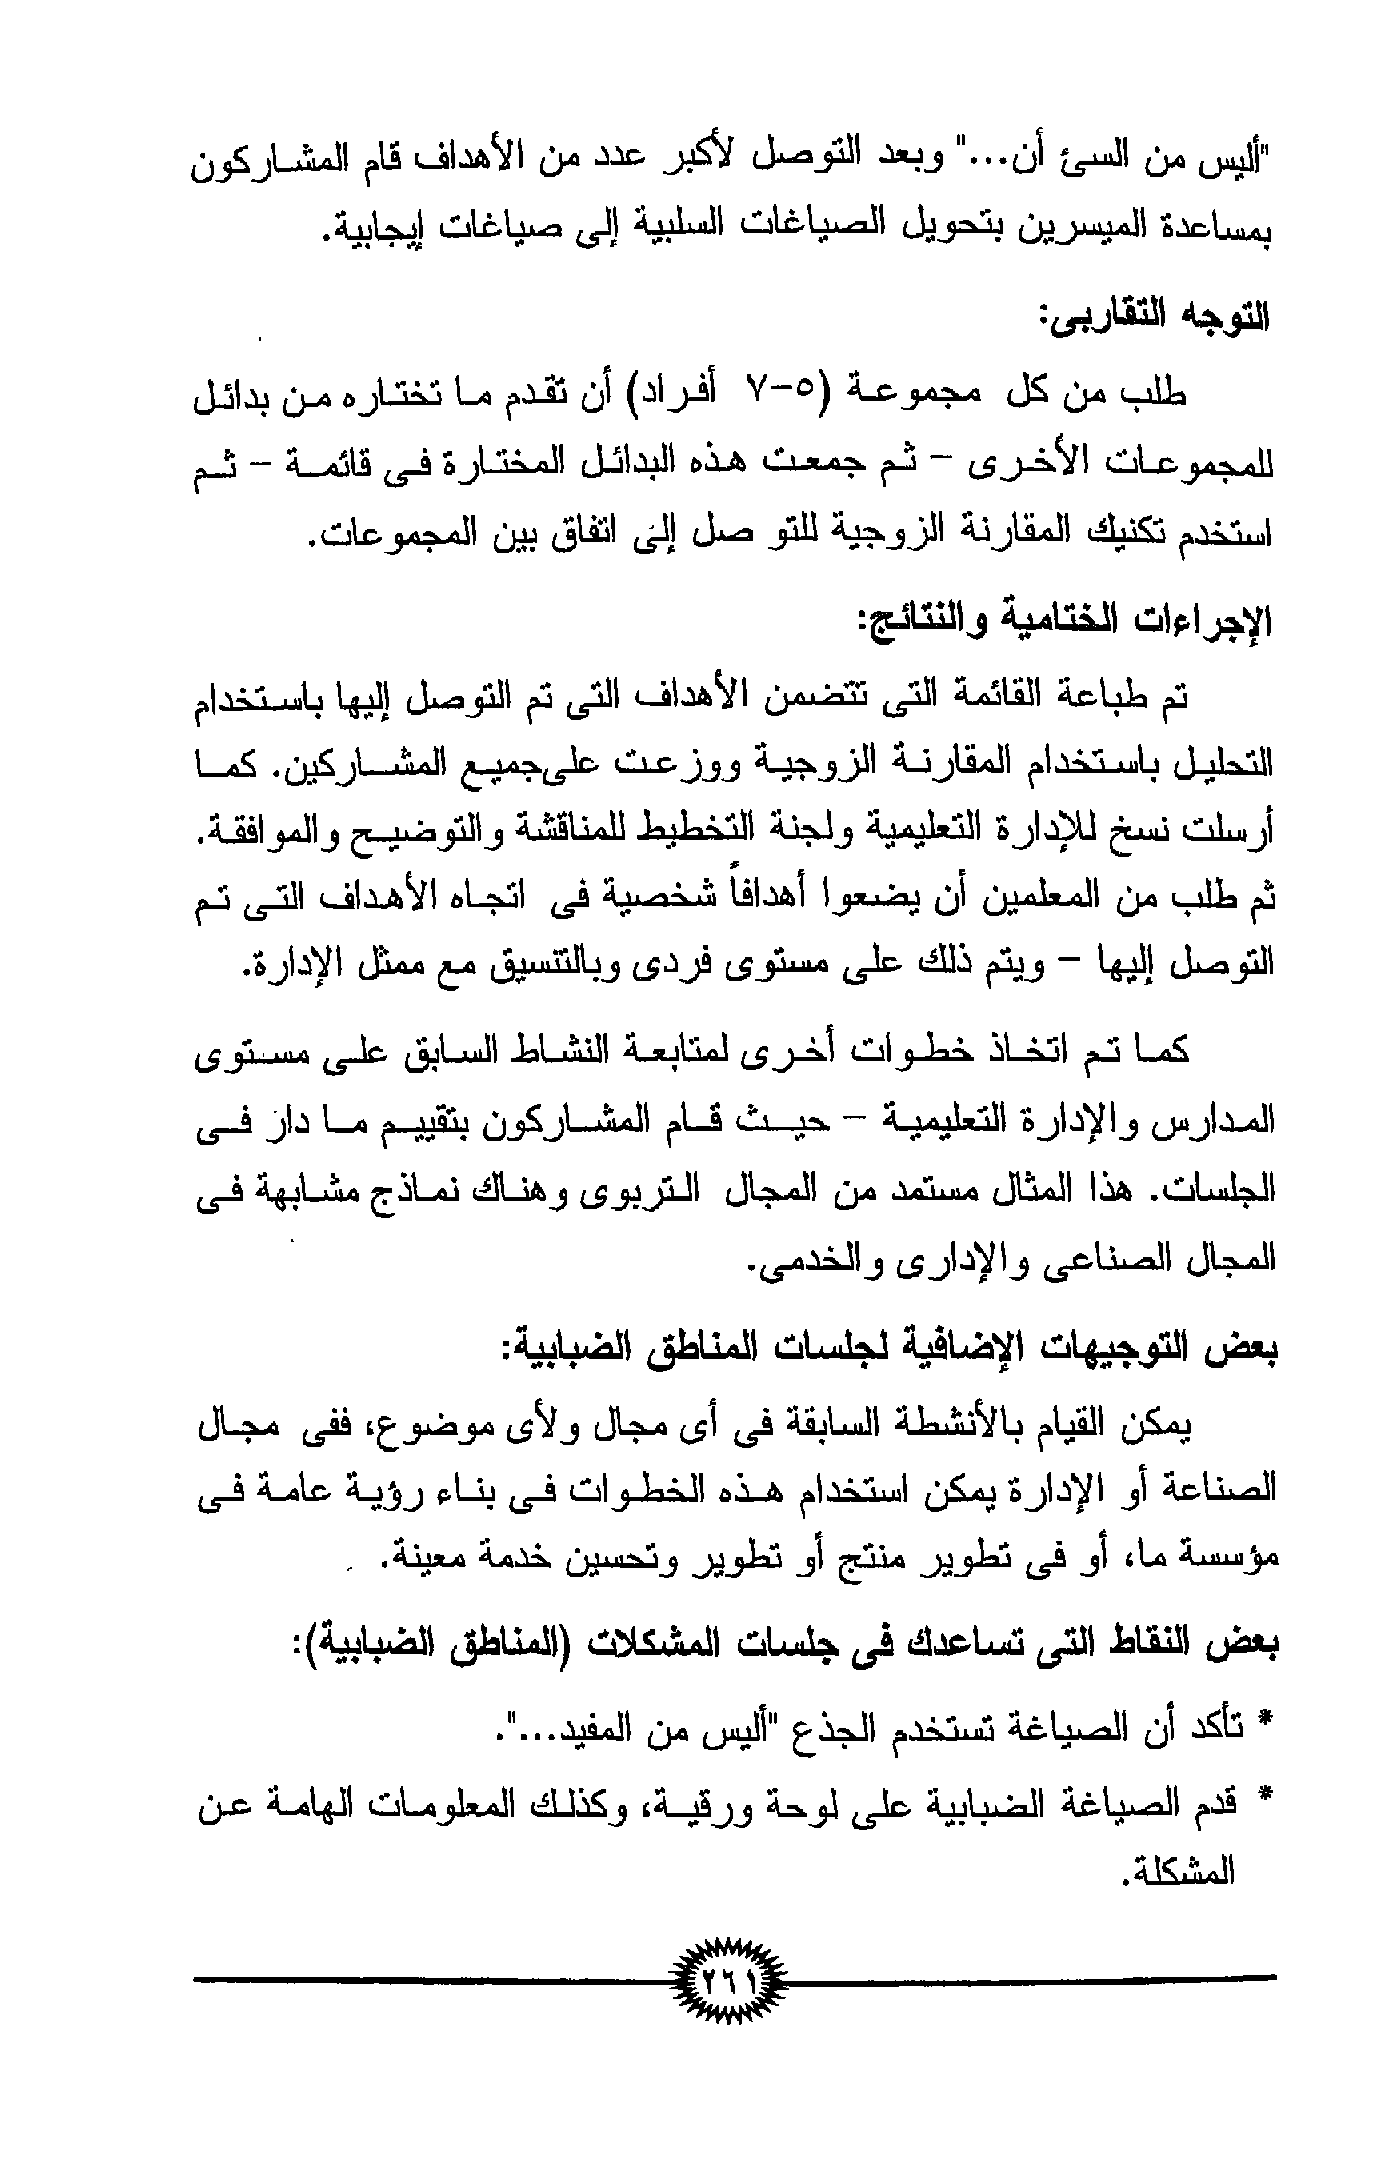 "أليس من السئ أن..." وبعد التوصل لأكبر عدد من الأهداف قام المشاركون
بمساعدة الميسرين بتحويل الصياغات السلبية إلى صياغات إيجابية.
التوجه التقاربى:
طلب من كل مجموعة (٥-٧ أفراد) أن تقدم ما تختاره من بدائل
للمجموعات الأخرى - ثم جمعت هذه البدائل المختارة فى قائمة - ثم
استخدم تكنيك المقارنة الزوجية للتو صل إلى اتفاق بين المجموعات.
الإجراءات الختامية والنتائج:
تم طباعة القائمة التى تتضمن الأهداف التى تم التوصل إليها باستخدام
التحليل باستخدام المقارنة الزوجية ووزعت على جميع المشاركين. كما
أرسلت نسخ للإدارة التعليمية ولجنة التخطيط للمناقشة والتوضيح والموافقة.
ثم طلب من المعلمين أن يضعوا أهدافاً شخصية فى اتجاه الأهداف التى تم
التوصل إليها - ويتم ذلك على مستوى فردى وبالتنسيق مع ممثل الإدارة.
كما تم اتخاذ خطوات أخرى لمتابعة النشاط السابق على مستوى
المدارس والإدارة التعليمية - حيث قام المشاركون بتقييم ما دار فى
الجلسات. هذا المثال مستمد من المجال التربوى وهناك نماذج مشابهة فى
المجال الصناعى والإدارى والخدمى.
بعض التوجيهات الإضافية لجلسات المناطق الضبابية:
يمكن القيام بالأنشطة السابقة فى أى مجال ولأى موضوع، ففى مجال
الصناعة أو الإدارة يمكن استخدام هذه الخطوات فى بناء رؤية عامة فى
مؤسسة ما، أو فى تطوير منتج أو تطوير وتحسين خدمة معينة.
بعض النقاط التى تساعدك فى جلسات المشكلات (المناطق الضبابية):
* تأكد أن الصياغة تستخدم الجذع "أليس من المفيد...".
* قدم الصياغة الضبابية على لوحة ورقية، وكذلك المعلومات الهامة عن
المشكلة.
٢٦١